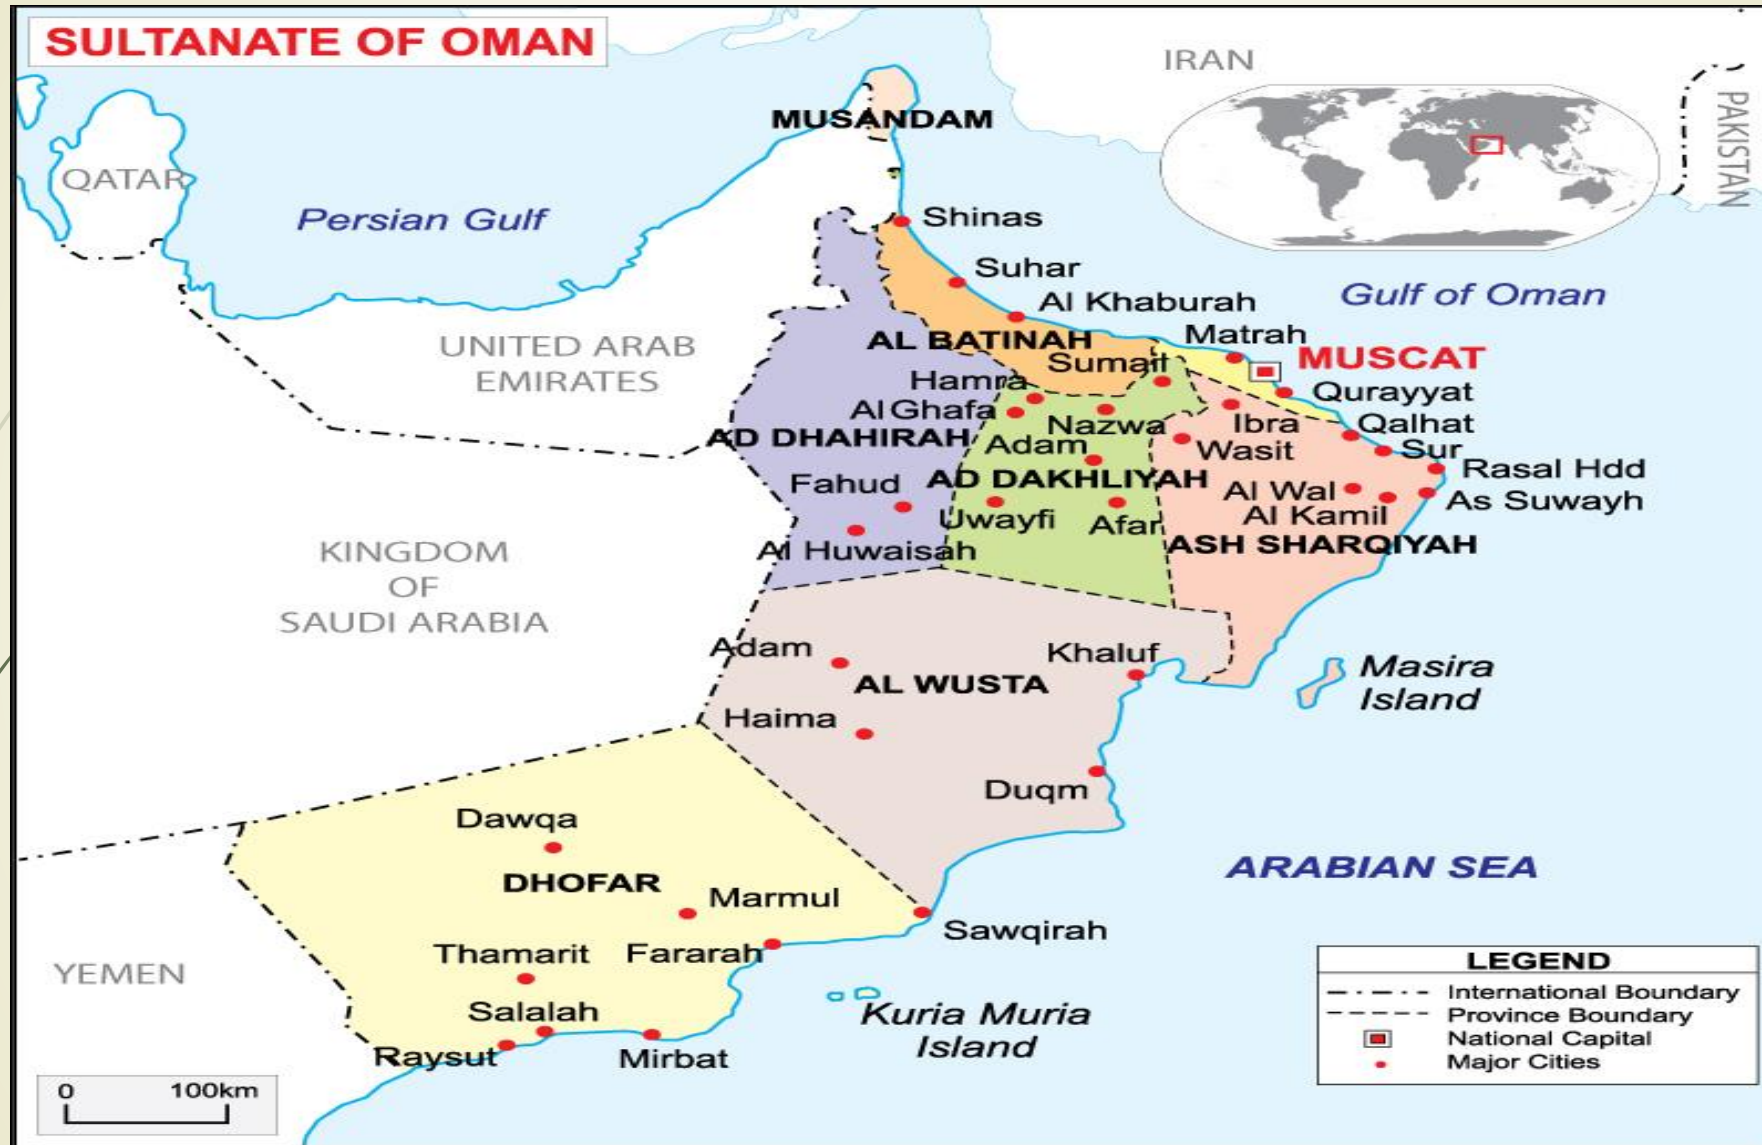 SULTANATE OF OMAN
IRAN
PAKISTAN
MUSANDAM
QATAR
Persian Gulf
Shinas
Suhar
Gulf of Oman
Al Khaburah
UNITED ARAB
EMIRATES
AL BATINAH
Matrah
MUSCAT
Sumail
Hamra
Qurayyat
Al Ghafa
Nazwa
Ibra
Qalhat
AD DHAHIRAH
Adam
Wasit
Sur
Rasal Hdd
Fahud
AD DAKHLIYAH
Al Wal
As Suwayh
Uwayfi
Afar
Al Kamil
Al Huwaisah
ASH SHARQIYAH
KINGDOM
OF
SAUDI ARABIA
Adam
Khaluf
Masira
Island
AL WUSTA
Haima
Duqm
Dawqa
ARABIAN SEA
DHOFAR
Marmul
Sawqirah
Thamarit
Fararah
YEMEN
Salalah
Kuria Muria
Island
Raysut
Mirbat
LEGEND
International Boundary
Province Boundary
National Capital
Major Cities
0 100km